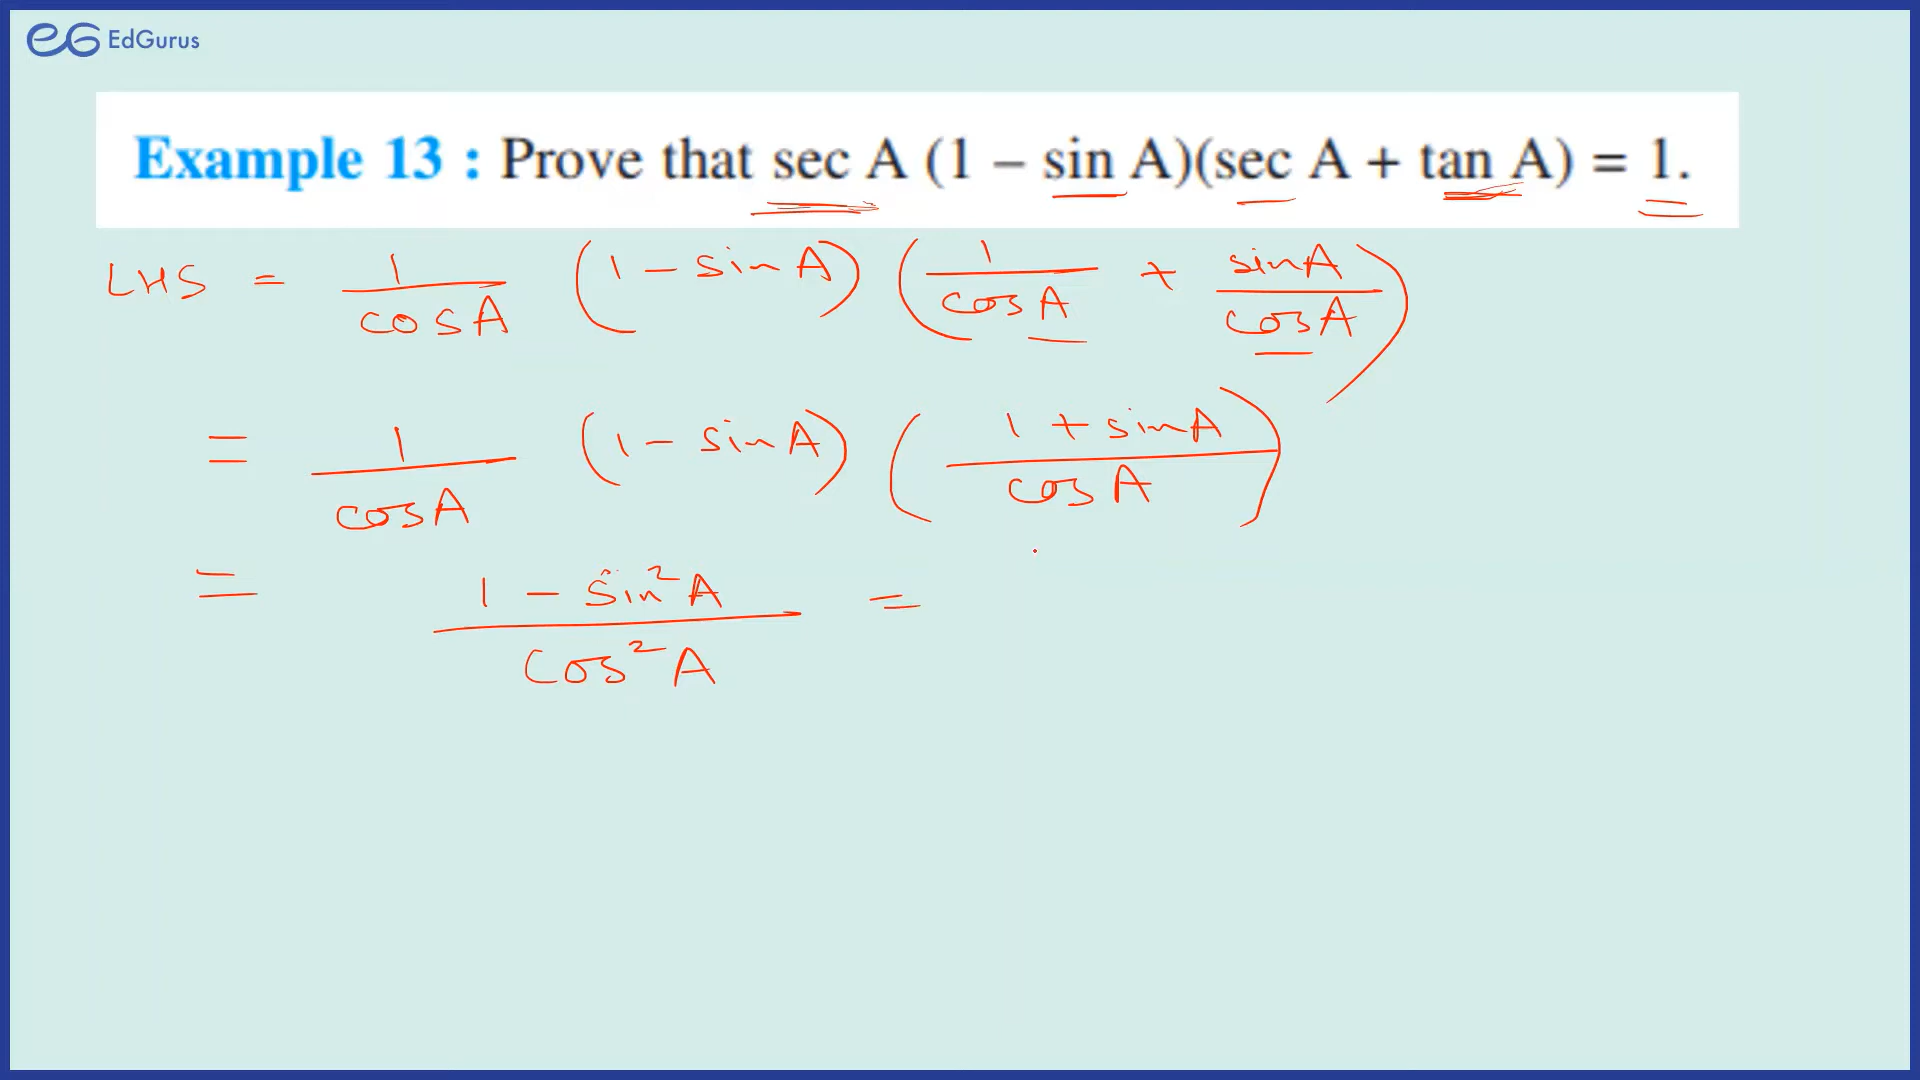 eG EdGurus
Example 13 : Prove that sec A (1 – sin A)(sec A + tan A) = 1.
LHS = 1/cosA (1 - sinA) (1/cosA + sinA/cosA)
= 1/cosA (1 - sinA) (1 + sinA/cosA)
= 1 - sin²A/cos²A =